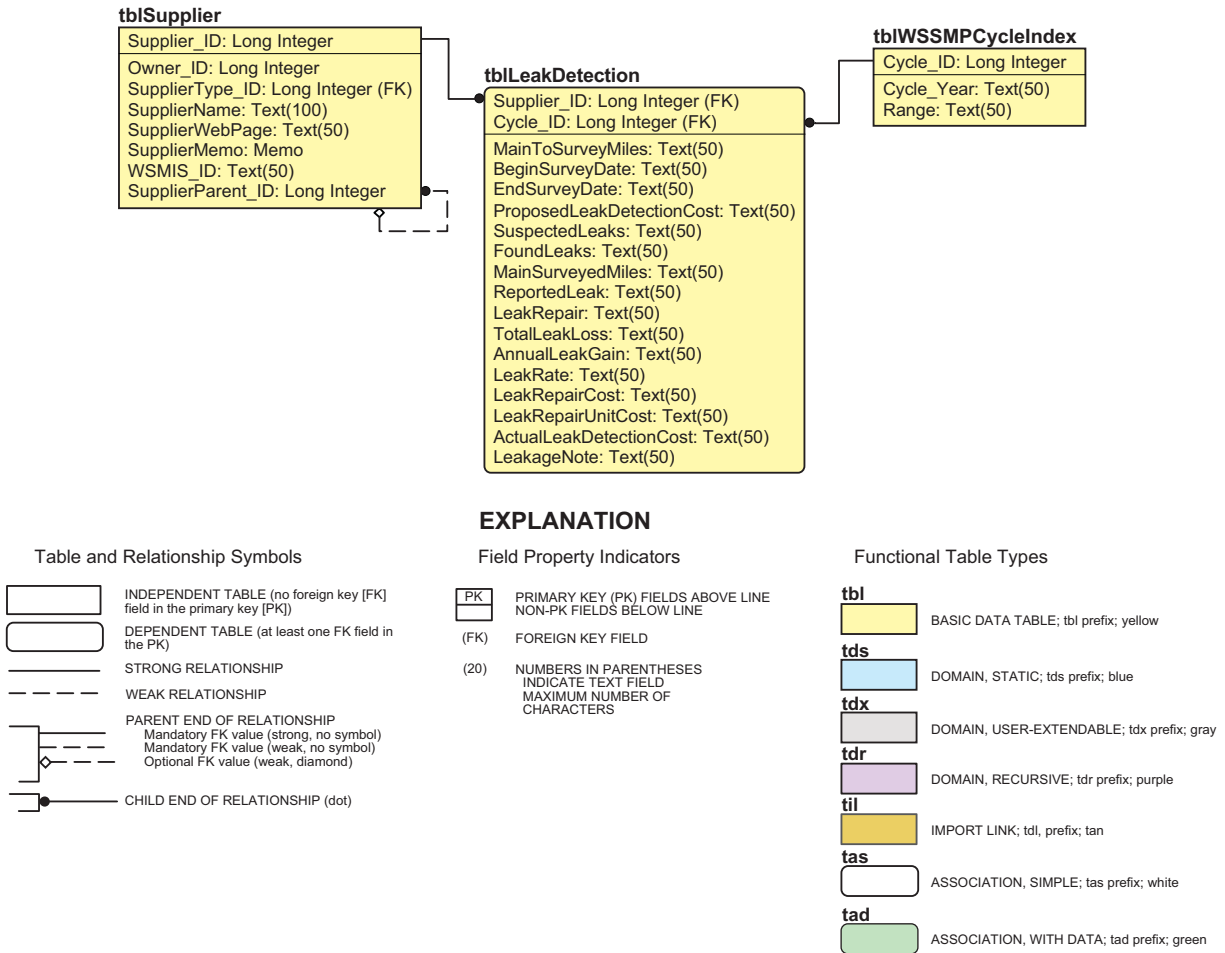 tblSupplier
Supplier_ID: Long Integer
Owner_ID: Long Integer
SupplierType_ID: Long Integer (FK)
SupplierName: Text(100)
SupplierWebPage: Text(50)
SupplierMemo: Memo
WSMIS_ID: Text(50)
SupplierParent_ID: Long Integer
tblLeakDetection
Supplier_ID: Long Integer (FK)
Cycle_ID: Long Integer (FK)
MainToSurveyMiles: Text(50)
BeginSurveyDate: Text(50)
EndSurveyDate: Text(50)
ProposedLeakDetectionCost: Text(50)
SuspectedLeaks: Text(50)
FoundLeaks: Text(50)
MainSurveyedMiles: Text(50)
ReportedLeak: Text(50)
LeakRepair: Text(50)
TotalLeakLoss: Text(50)
AnnualLeakGain: Text(50)
LeakRate: Text(50)
LeakRepairCost: Text(50)
LeakRepairUnitCost: Text(50)
ActualLeakDetectionCost: Text(50)
LeakageNote: Text(50)
tblWSSMPCycleIndex
Cycle_ID: Long Integer
Cycle_Year: Text(50)
Range: Text(50)
EXPLANATION
Table and Relationship Symbols
INDEPENDENT TABLE (no foreign key [FK]
field in the primary key [PK])
DEPENDENT TABLE (at least one FK field in
the PK)
STRONG RELATIONSHIP
WEAK RELATIONSHIP
PARENT END OF RELATIONSHIP
Mandatory FK value (strong, no symbol)
Mandatory FK value (weak, no symbol)
Optional FK value (weak, diamond)
CHILD END OF RELATIONSHIP (dot)
Field Property Indicators
PK
PRIMARY KEY (PK) FIELDS ABOVE LINE
NON-PK FIELDS BELOW LINE
(FK)
FOREIGN KEY FIELD
(20)
NUMBERS IN PARENTHESES
INDICATE TEXT FIELD
MAXIMUM NUMBER OF
CHARACTERS
Functional Table Types
tbl
BASIC DATA TABLE; tbl prefix; yellow
tds
DOMAIN, STATIC; tds prefix; blue
tdx
DOMAIN, USER-EXTENDABLE; tdx prefix; gray
tdr
DOMAIN, RECURSIVE; tdr prefix; purple
til
IMPORT LINK; tdl, prefix; tan
tas
ASSOCIATION, SIMPLE; tas prefix; white
tad
ASSOCIATION, WITH DATA; tad prefix; green